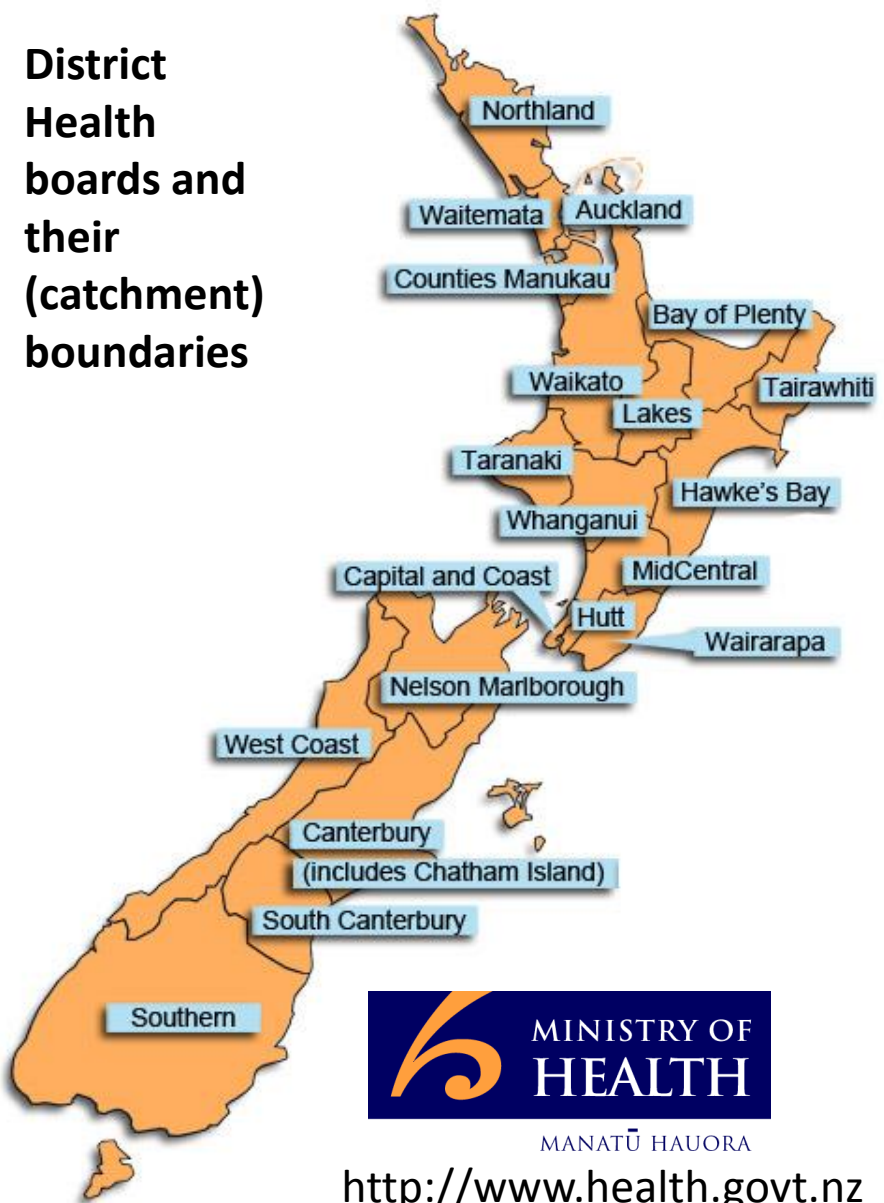 District
Health
boards and
their
(catchment)
boundaries
Northland
Waitemata
Auckland
Counties Manukau
Bay of Plenty
Waikato
Tairawhiti
Lakes
Taranaki
Hawke's Bay
Whanganui
MidCentral
Capital and Coast
Hutt
Wairarapa
Nelson Marlborough
West Coast
Canterbury
(includes Chatham Island)
South Canterbury
Southern
MINISTRY OF
HEALTH
MANATŪ HAUORA
http://www.health.govt.nz